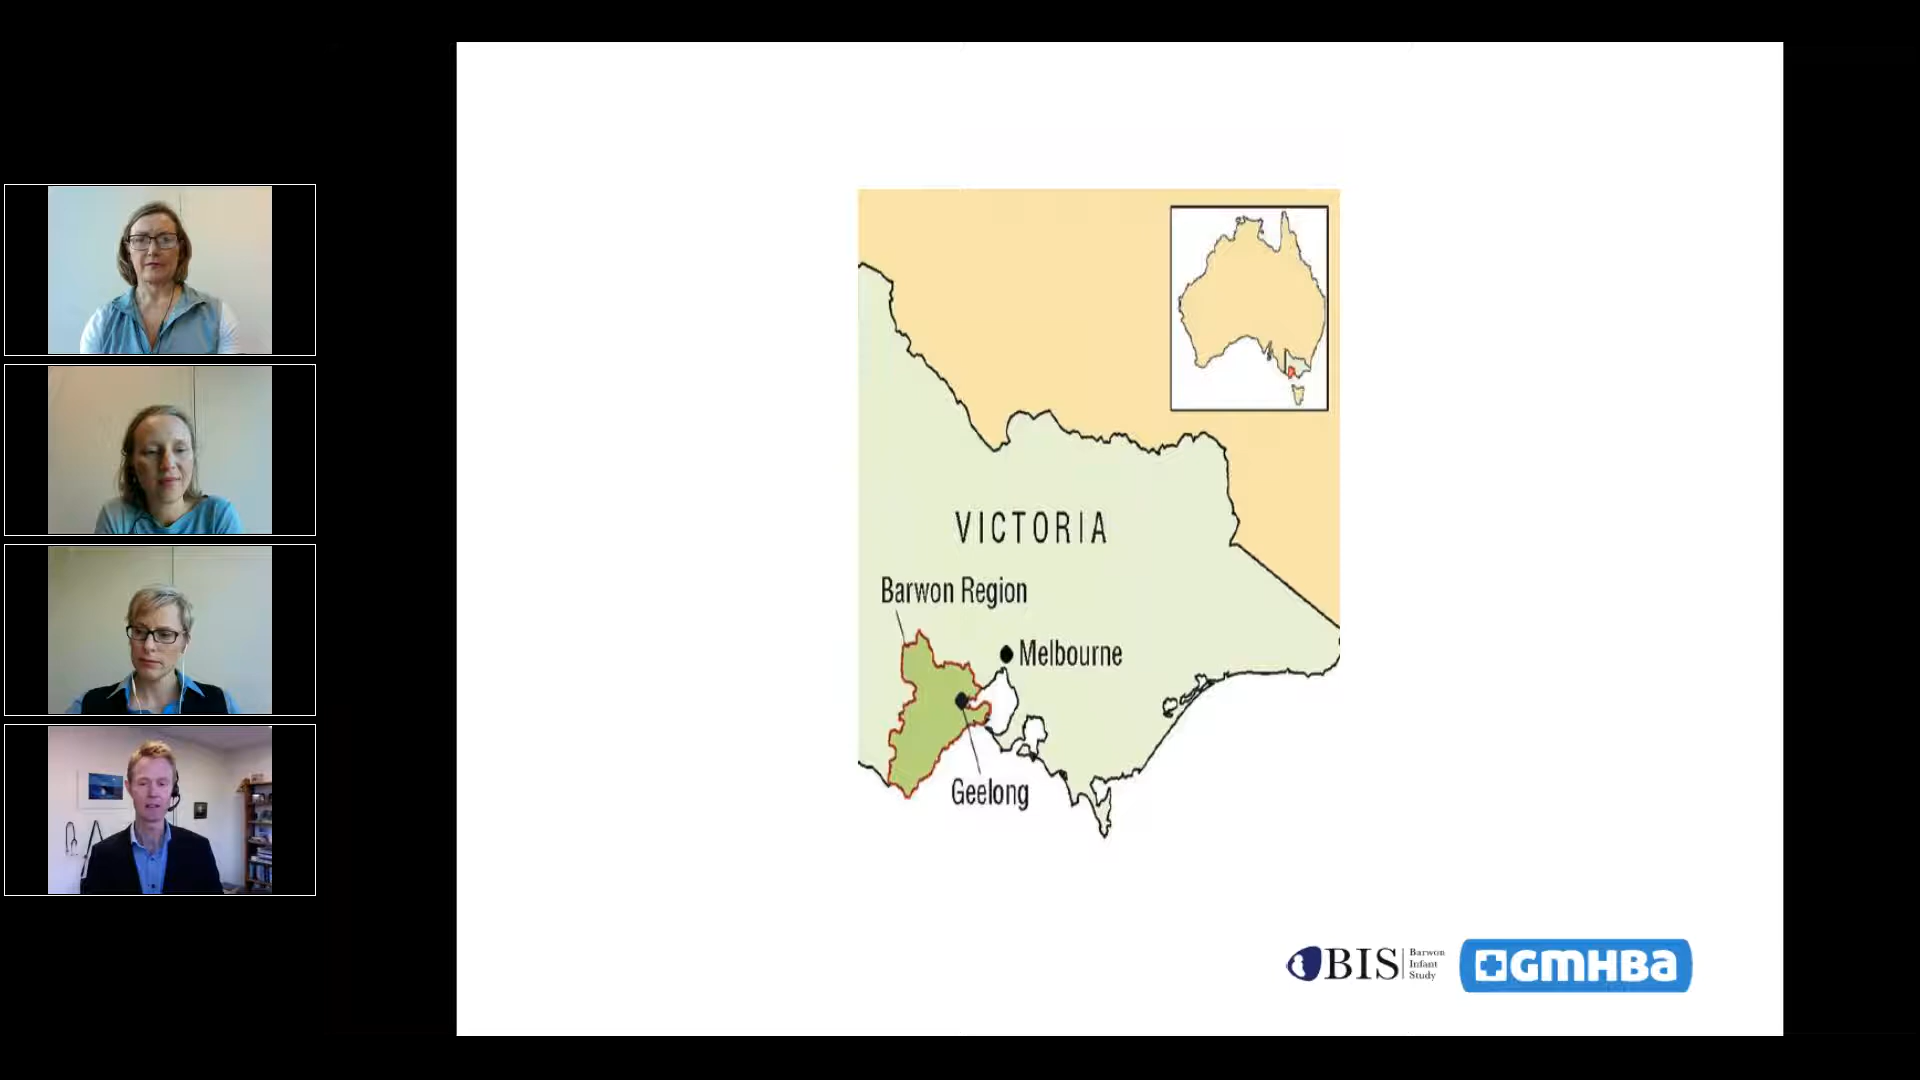 VICTORIA
Barwon Region
Melbourne
Geelong
BIS
Barwon
Infant
Study
GMHBa